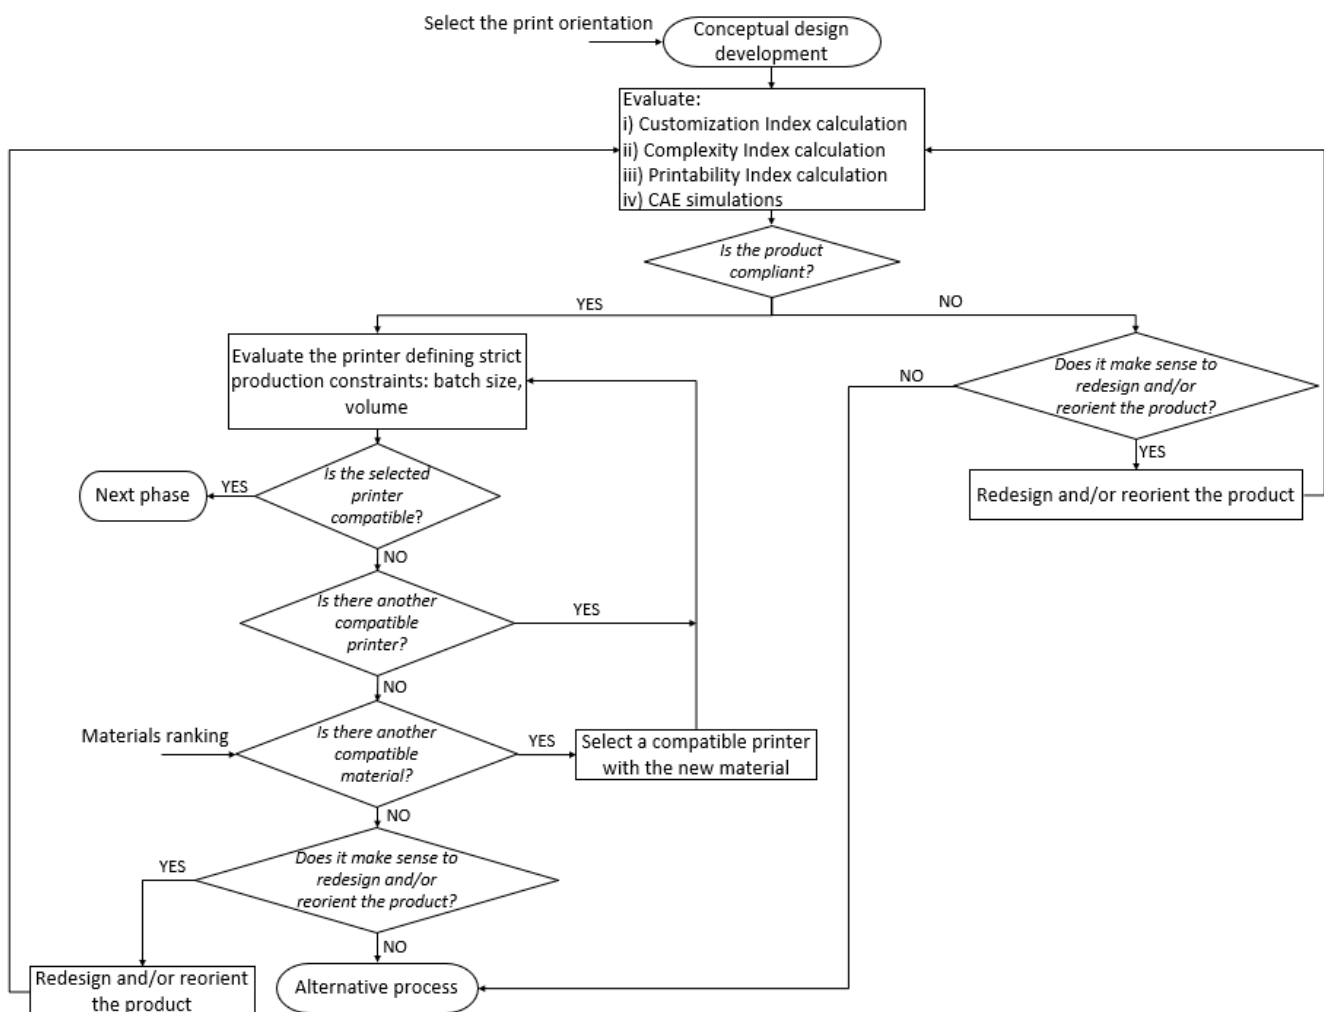 Select the print orientation
Conceptual design
development
Evaluate:
i) Customization Index calculation
ii) Complexity Index calculation
iii) Printability Index calculation
iv) CAE simulations
Is the product
compliant?
YES
NO
Evaluate the printer defining strict
production constraints: batch size,
volume
NO
Does it make sense to
redesign and/or
reorient the product?
YES
Redesign and/or reorient the product
Is the selected
printer
compatible?
YES
Next phase
NO
Is there another
compatible
printer?
YES
NO
Materials ranking
Is there another
compatible
material?
YES
Select a compatible printer
with the new material
NO
Does it make sense to
redesign and/or
reorient the product?
YES
NO
Redesign and/or reorient
the product
Alternative process